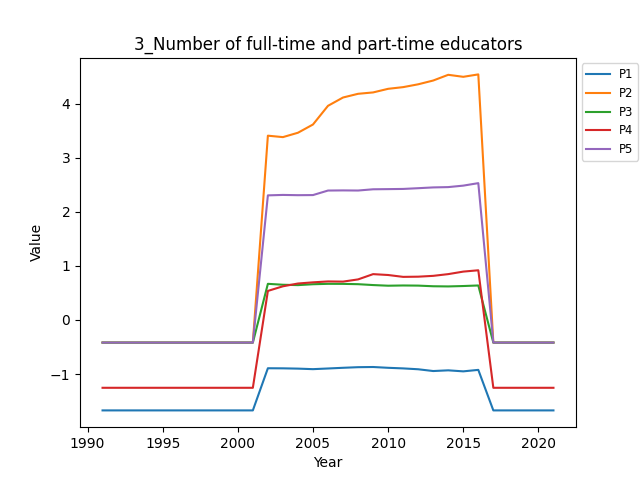 3_Number of full-time and part-time educators
P1
P2
P3
P4
P5
Value
4
3
2
1
0
−1
1990 1995 2000 2005 2010 2015 2020
Year